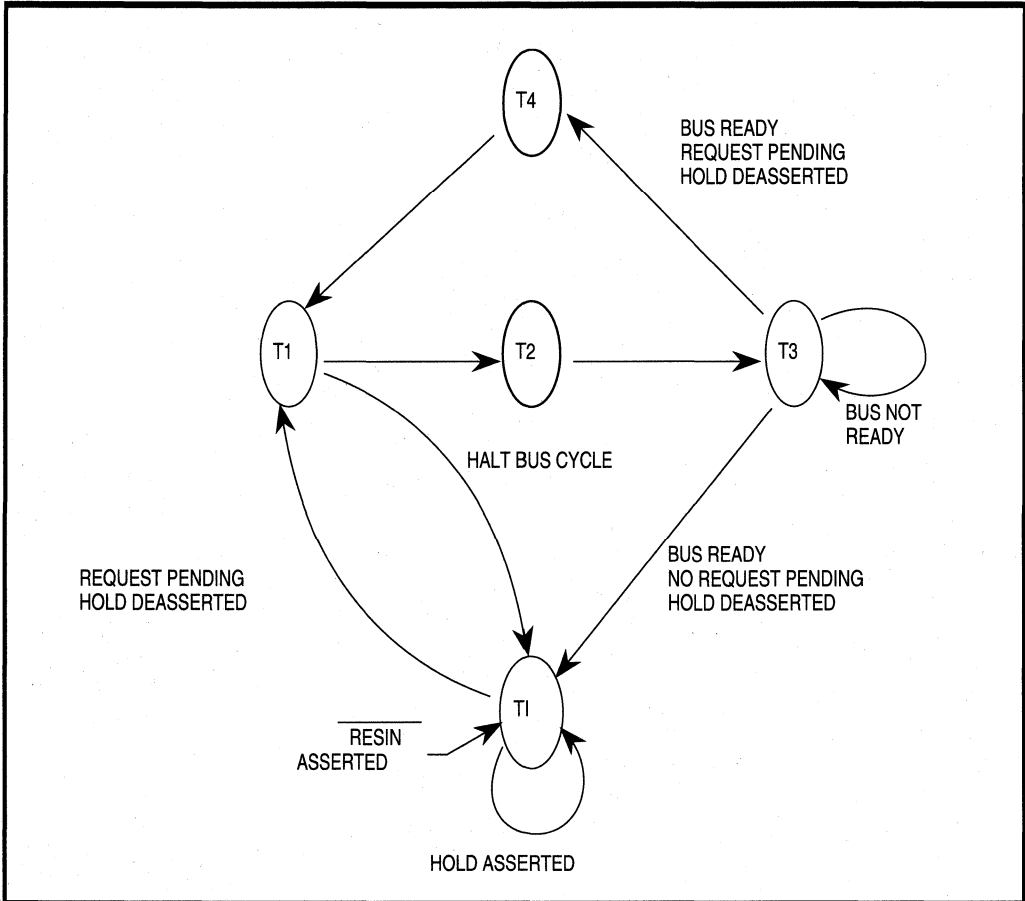 T4
BUS READY
REQUEST PENDING
HOLD DEASSERTED
T1
T2
T3
BUS NOT
READY
HALT BUS CYCLE
BUS READY
NO REQUEST PENDING
HOLD DEASSERTED
REQUEST PENDING
HOLD DEASSERTED
TI
RESIN
ASSERTED
HOLD ASSERTED